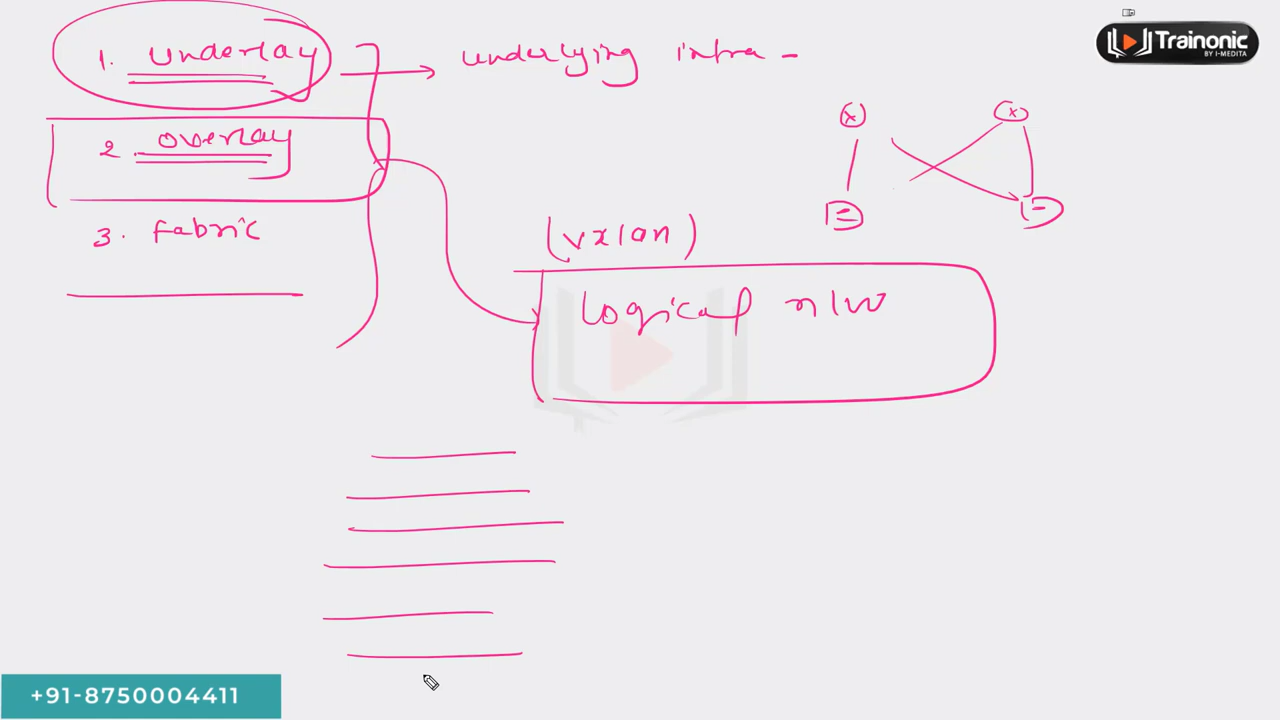 1. Underlay
underlying infra -
2. overlay
3. Fabric
(vxlan)
logical n/w
Trainonic
BY I-MEDITA
+91-8750004411